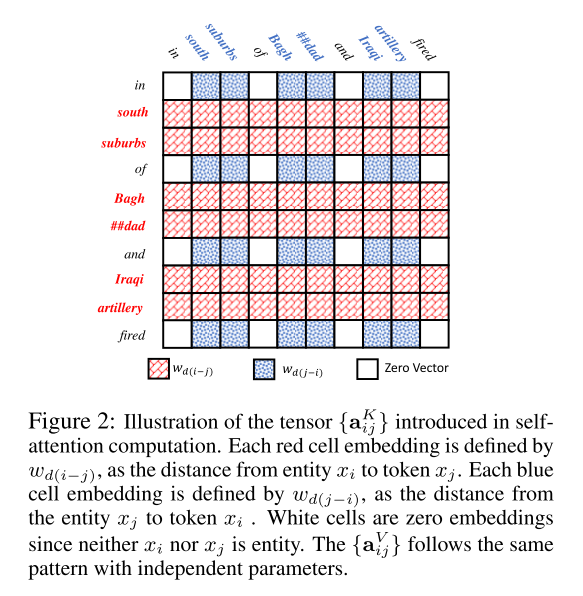 in south suburbs of Bagh ##dad and Iraqi artillery fired
in
south
suburbs
of
Bagh
##dad
and
Iraqi
artillery
fired
w_{d(i−j)} w_{d(j−i)} Zero Vector
Figure 2: Illustration of the tensor {a^K_{ij}} introduced in self-
attention computation. Each red cell embedding is defined by
w_{d(i−j)}, as the distance from entity x_i to token x_j. Each blue
cell embedding is defined by w_{d(j−i)}, as the distance from
the entity x_j to token x_i . White cells are zero embeddings
since neither x_i nor x_j is entity. The {a^V_{ij}} follows the same
pattern with independent parameters.